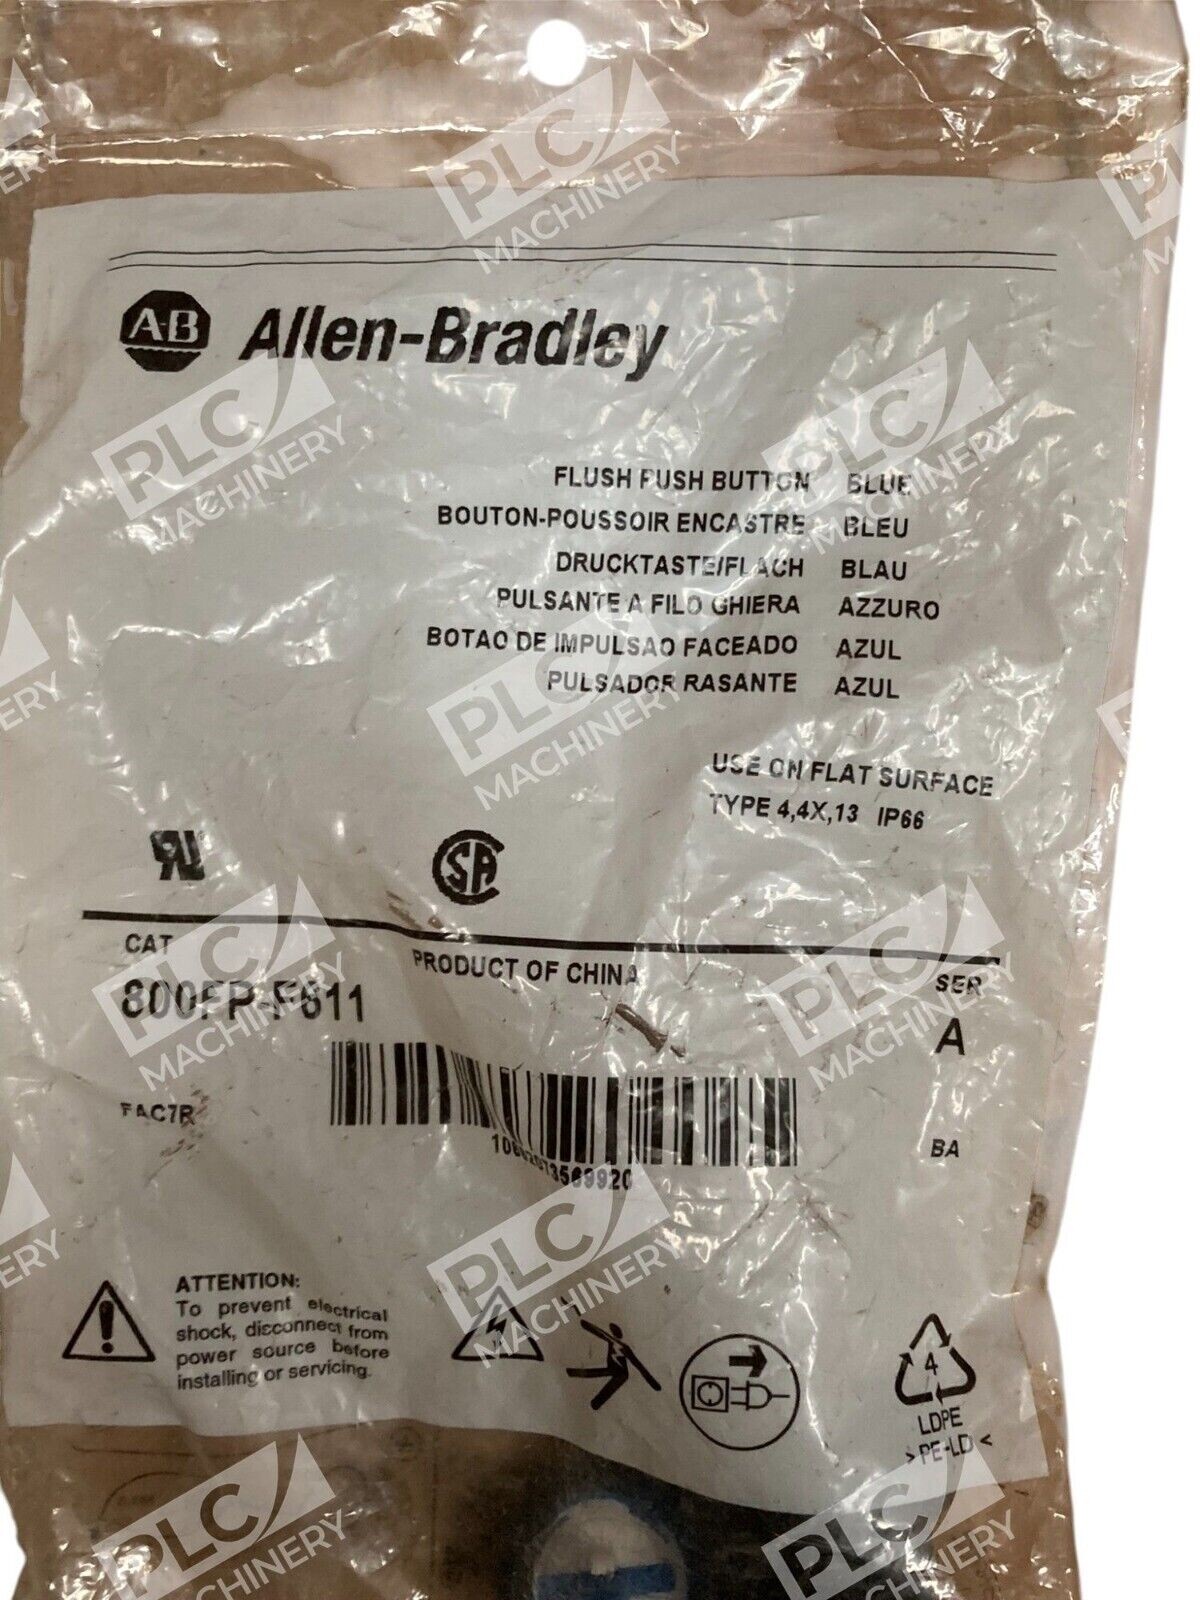 A-B Allen-Bradley
FLUSH PUSH BUTTON BLUE
BOUTON-POUSSOIR ENCASTRE BLEU
DRUCKTASTE/FLACH BLAU
PULSANTE A FILO GHIERA AZZURO
BOTAO DE IMPULSAO FACEADO AZUL
PULSADOR RASANTE AZUL
USE ON FLAT SURFACE
TYPE 4,4X,13 IP66
CAT
PRODUCT OF CHINA
SER
800FP-F611
A
FAC7R
BA
ATTENTION:
To prevent electrical
shock, disconnect from
power source before
installing or servicing.
4
LDPE
>PE-LD<
PLC
MACHINERY